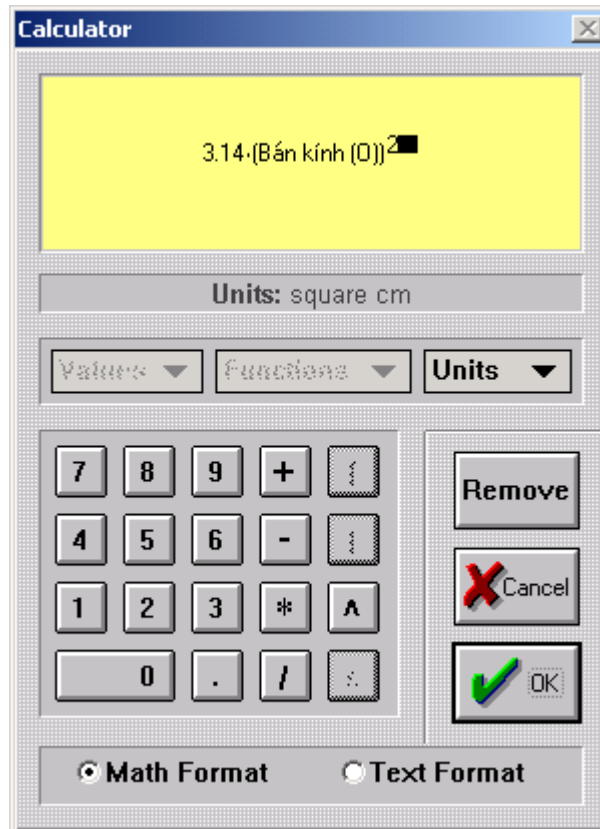 Calculator
3.14·(Bán kính (O))²
Units: square cm
Values Functions Units
7 8 9 + (
4 5 6 - )
1 2 3 * ^
0 . /
Remove
Cancel
OK
Math Format Text Format